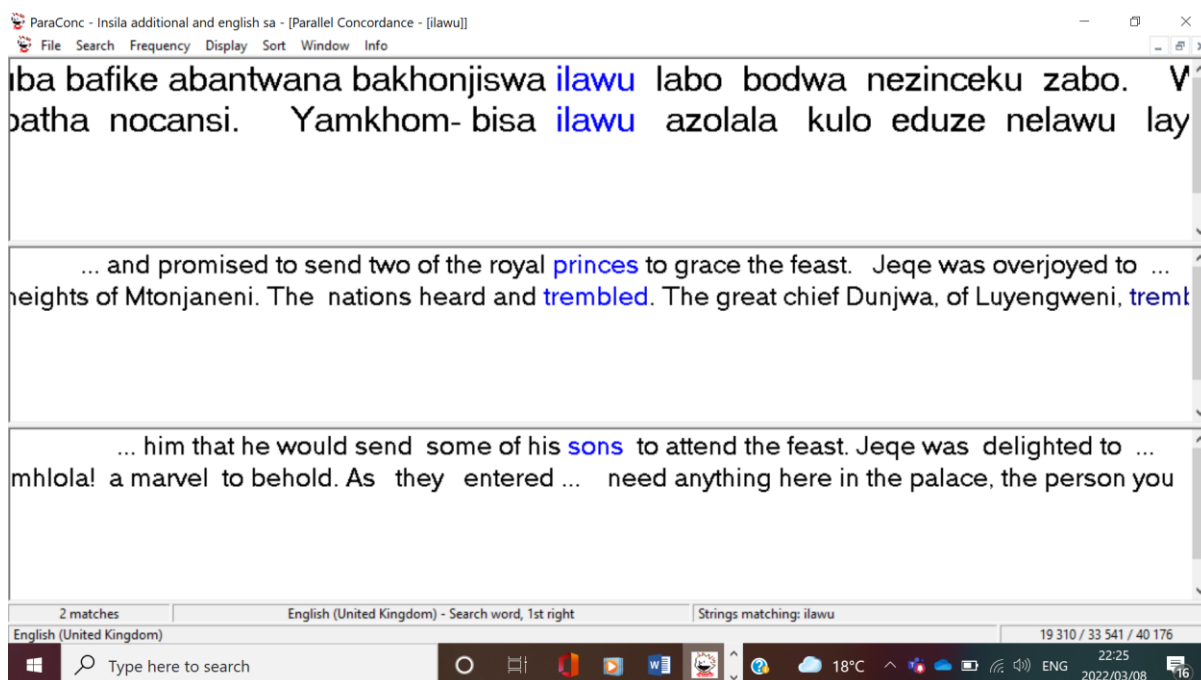 ParaConc - Insila additional and english sa - [Parallel Concordance - [ilawu]]
File Search Frequency Display Sort Window Info
bafike abantwana bakhonjiswa ilawu labo bodwa nezinceku zabo.
nocansi. Yamkhom- bisa ilawu azolala kulo eduze nelawu lay
... and promised to send two of the royal princes to grace the feast. Jeqe was overjoyed to ...
heights of Mtonjaneni. The nations heard and trembled. The great chief Dunjwa, of Luyengweni,
... him that he would send some of his sons to attend the feast. Jeqe was delighted to ...
mhlola! a marvel to behold. As they entered ... need anything here in the palace, the person you
2 matches English (United Kingdom) - Search word, 1st right Strings matching: ilawu
English (United Kingdom) 19 310 / 33 541 / 40 176
Type here to search 18°C ENG 22:25
2022/03/08 16